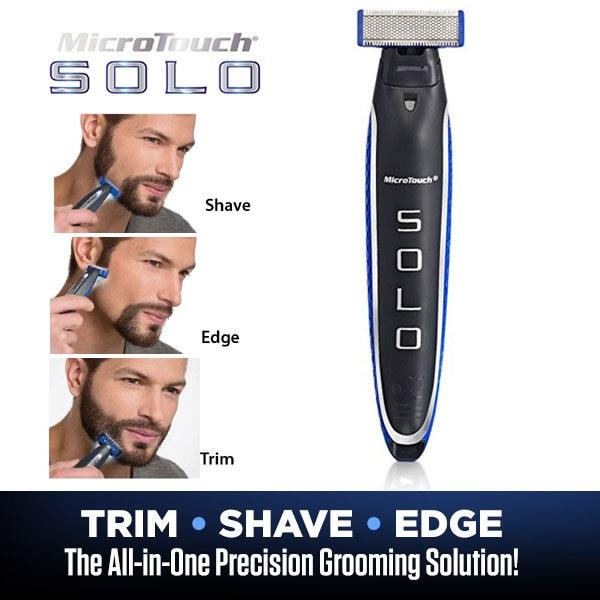 MicroTouch®
SOLO
Shave
Edge
Trim
MicroTouch®
SOLO
TRIM • SHAVE • EDGE
The All-in-One Precision Grooming Solution!